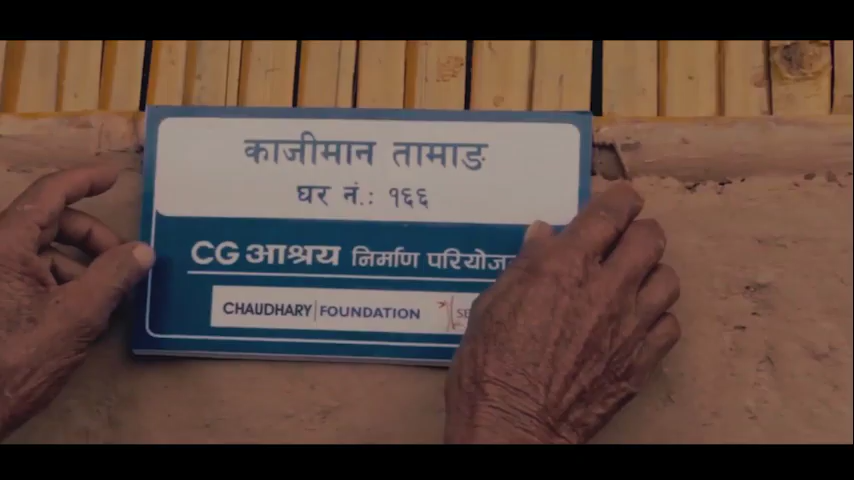 काजीमान तामाङ
घर नं.: १६६
CG आश्रय निर्माण
CHAUDHARY FOUNDATION